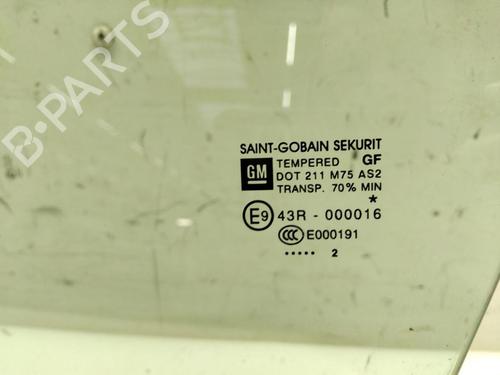 SAINT-GOBAIN SEKURIT
GM TEMPERED GF
DOT 211 M75 AS2
TRANSP. 70% MIN
*
E9 43R - 000016
CCC E000191
..... 2
B-PARTS